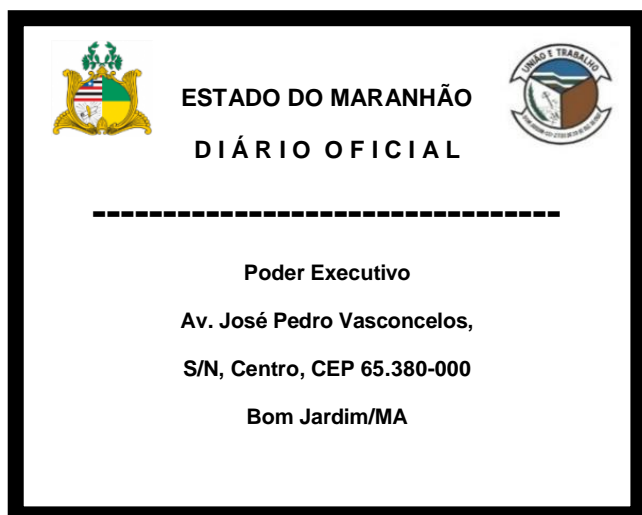 UNIÃO E TRABALHO
ESTADO DO MARANHÃO
D I Á R I O O F I C I A L
---------------------------------
Poder Executivo
Av. José Pedro Vasconcelos,
S/N, Centro, CEP 65.380-000
Bom Jardim/MA